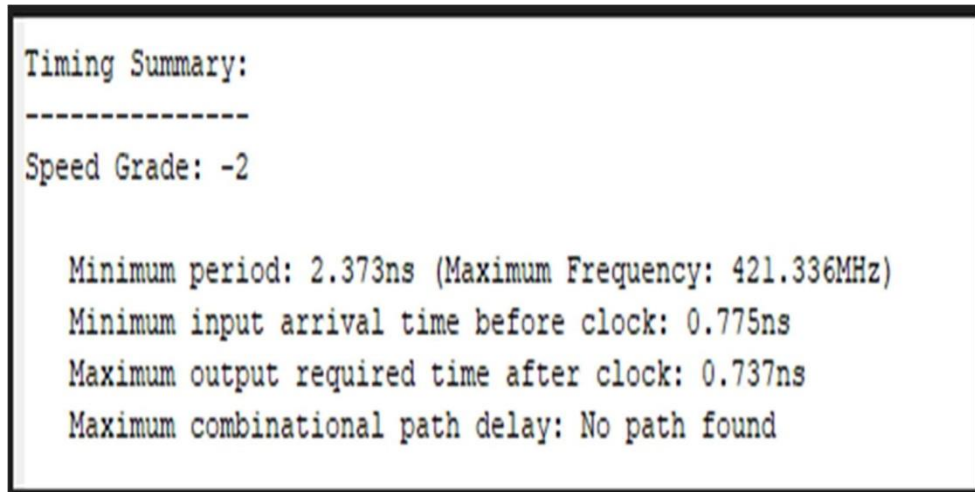 Timing Summary:
---------------
Speed Grade: -2
Minimum period: 2.373ns (Maximum Frequency: 421.336MHz)
Minimum input arrival time before clock: 0.775ns
Maximum output required time after clock: 0.737ns
Maximum combinational path delay: No path found